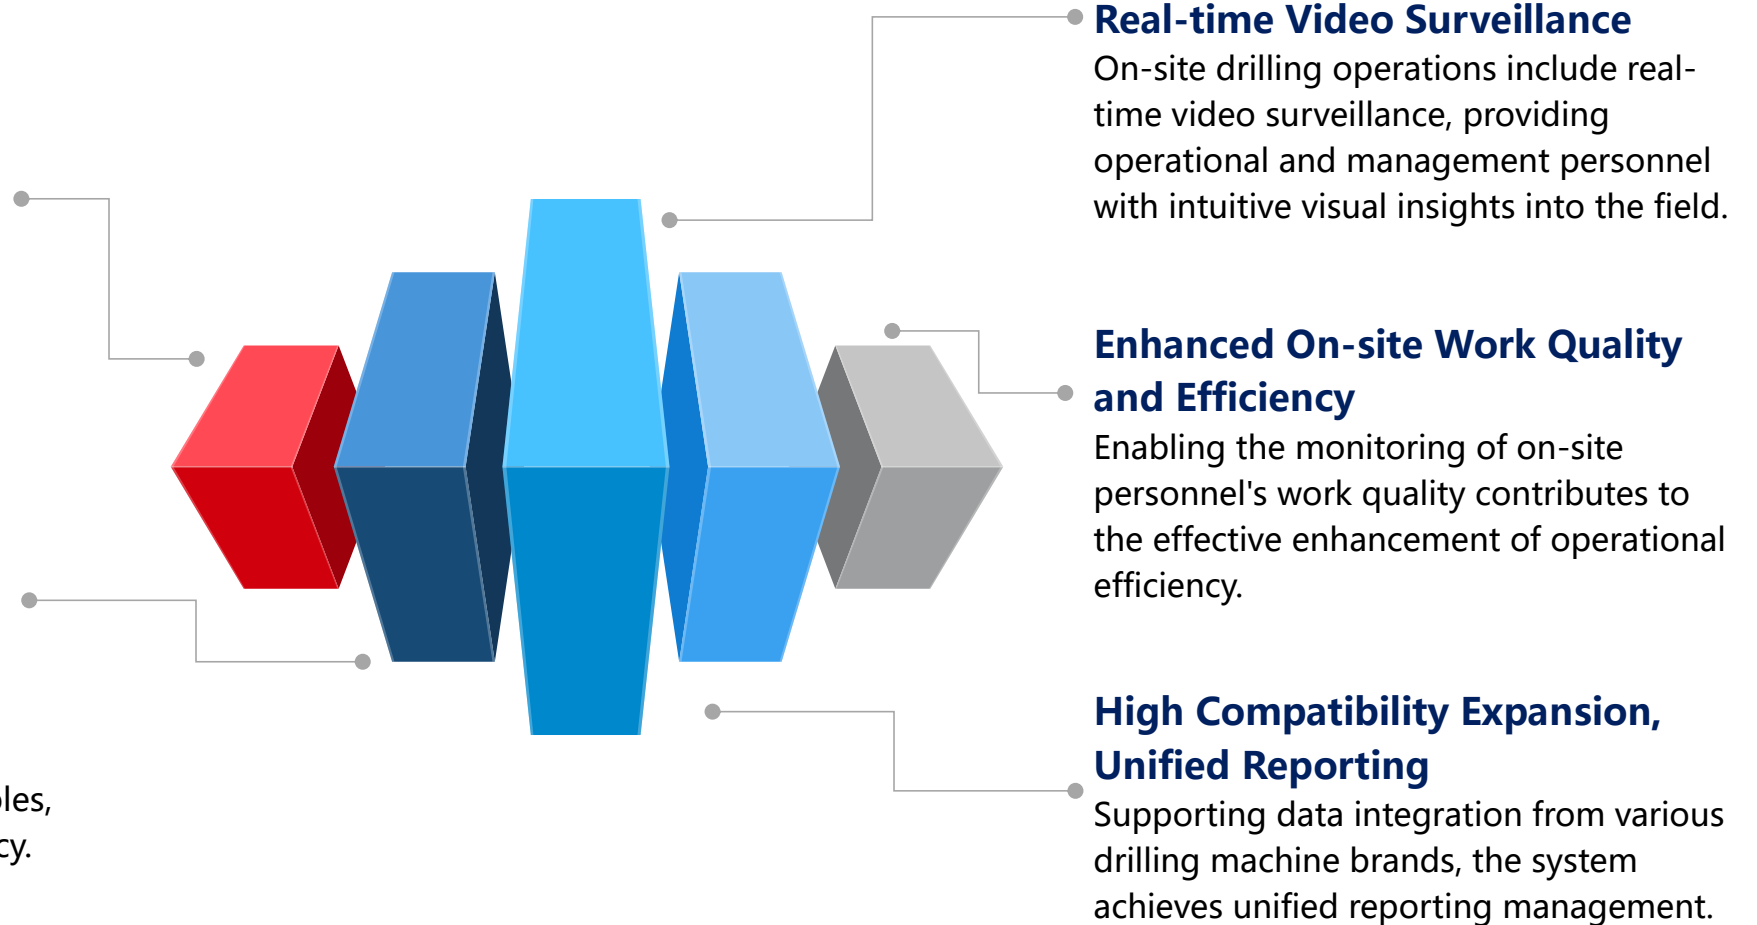 Real-time Video Surveillance
On-site drilling operations include real-
time video surveillance, providing
operational and management personnel
with intuitive visual insights into the field.
Enhanced On-site Work Quality
and Efficiency
Enabling the monitoring of on-site
personnel's work quality contributes to
the effective enhancement of operational
efficiency.
High Compatibility Expansion,
Unified Reporting
Supporting data integration from various
drilling machine brands, the system
achieves unified reporting management.